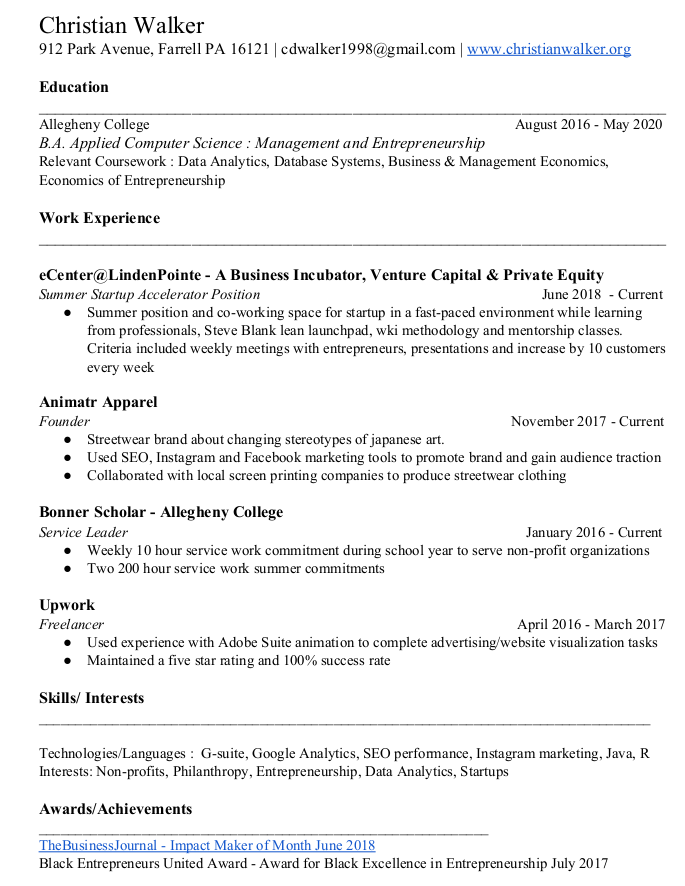 Christian Walker
912 Park Avenue, Farrell PA 16121 | cdwalker1998@gmail.com | www.christianwalker.org
Education
Allegheny College August 2016 - May 2020
B.A. Applied Computer Science : Management and Entrepreneurship
Relevant Coursework : Data Analytics, Database Systems, Business & Management Economics,
Economics of Entrepreneurship
Work Experience
eCenter@LindenPointe - A Business Incubator, Venture Capital & Private Equity
Summer Startup Accelerator Position June 2018 - Current
● Summer position and co-working space for startup in a fast-paced environment while learning
from professionals, Steve Blank lean launchpad, wki methodology and mentorship classes.
Criteria included weekly meetings with entrepreneurs, presentations and increase by 10 customers
every week
Animatr Apparel
Founder November 2017 - Current
● Streetwear brand about changing stereotypes of japanese art.
● Used SEO, Instagram and Facebook marketing tools to promote brand and gain audience traction
● Collaborated with local screen printing companies to produce streetwear clothing
Bonner Scholar - Allegheny College
Service Leader January 2016 - Current
● Weekly 10 hour service work commitment during school year to serve non-profit organizations
● Two 200 hour service work summer commitments
Upwork
Freelancer April 2016 - March 2017
● Used experience with Adobe Suite animation to complete advertising/website visualization tasks
● Maintained a five star rating and 100% success rate
Skills/ Interests
Technologies/Languages : G-suite, Google Analytics, SEO performance, Instagram marketing, Java, R
Interests: Non-profits, Philanthropy, Entrepreneurship, Data Analytics, Startups
Awards/Achievements
TheBusinessJournal - Impact Maker of Month June 2018
Black Entrepreneurs United Award - Award for Black Excellence in Entrepreneurship July 2017